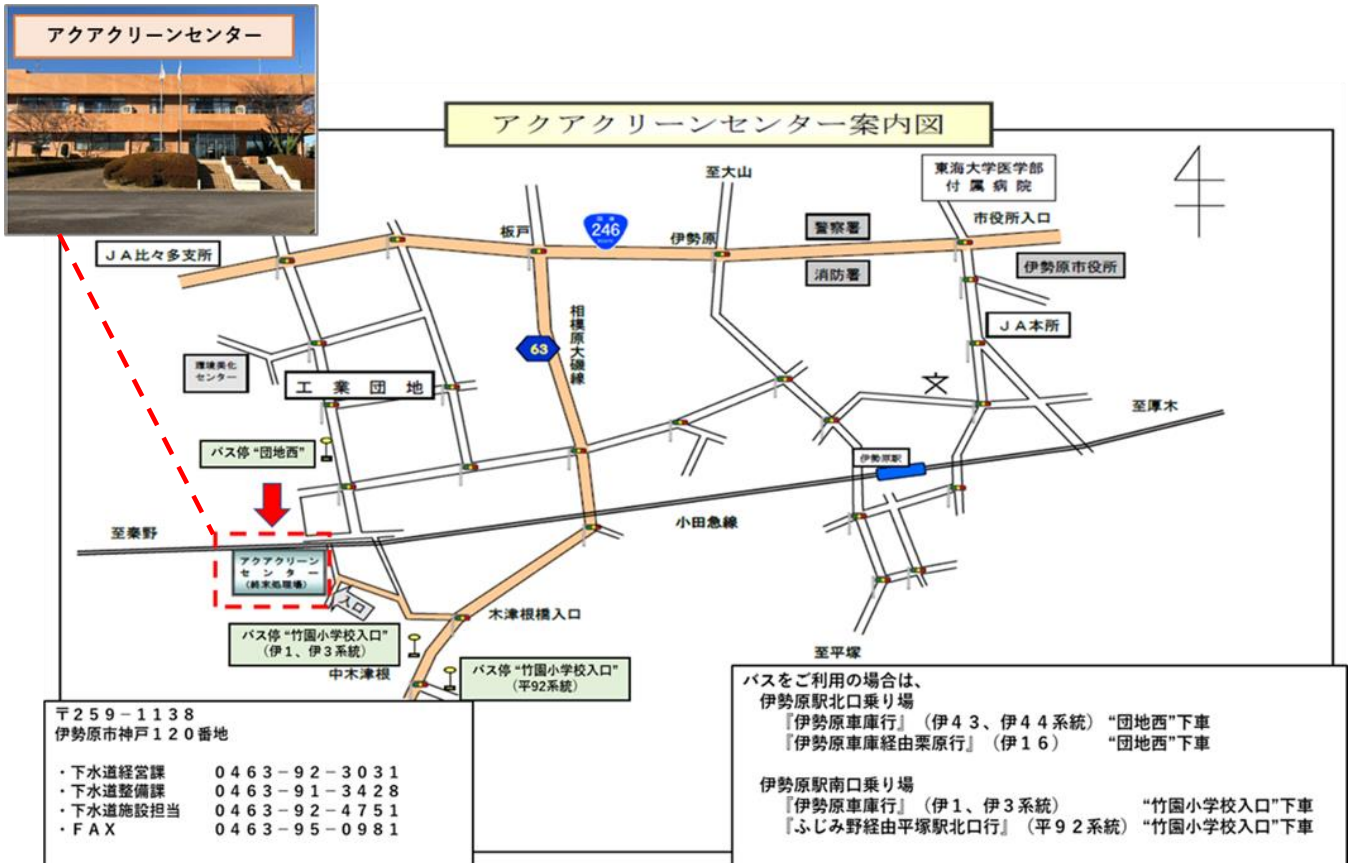 アクアクリーンセンター
アクアクリーンセンター案内図
至大山
東海大学医学部
付属病院
板戸
246
伊勢原
警察署
市役所入口
JA比々多支所
消防署
伊勢原市役所
相模原大磯線
63
JA本所
環境美化
センター
工業団地
文
至厚木
バス停“団地西”
伊勢原駅
至秦野
小田急線
アクアクリーン
センター
(終末処理場)
入口
木津根橋入口
バス停“竹園小学校入口”
(伊1、伊3系統)
中木津根
バス停“竹園小学校入口”
(平92系統)
至平塚
〒259-1138
伊勢原市神戸120番地
・下水道経営課 0463-92-3031
・下水道整備課 0463-91-3428
・下水道施設担当 0463-92-4751
・FAX 0463-95-0981
バスをご利用の場合は、
伊勢原駅北口乗り場
『伊勢原車庫行』(伊43、伊44系統)“団地西”下車
『伊勢原車庫経由栗原行』(伊16) “団地西”下車
伊勢原駅南口乗り場
『伊勢原車庫行』(伊1、伊3系統) “竹園小学校入口”下車
『ふじみ野経由平塚駅北口行』(平92系統)“竹園小学校入口”下車